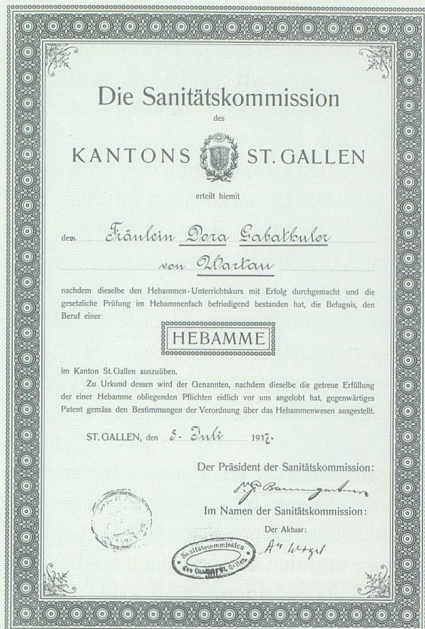 Die Sanitätskommission
des
KANTONS ST. GALLEN
erteilt hiemit
dem Fräulein Dora Gabathuler
von Wartau
nachdem dieselbe den Hebammen-Unterrichtskurs mit Erfolg durchgemacht und die
gesetzliche Prüfung im Hebammenfach befriedigend bestanden hat, die Befugnis, den
Beruf einer
HEBAMME
im Kanton St. Gallen auszuüben.
Zu Urkund dessen wird der Genannten, nachdem dieselbe die getreue Erfüllung
der einer Hebamme obliegenden Pflichten eidlich vor uns angelobt hat, gegenwärtiges
Patent gemäss den Bestimmungen der Verordnung über das Hebammenwesen ausgestellt.
ST. GALLEN, den 5. Juli 1917.
Der Präsident der Sanitätskommission:
Im Namen der Sanitätskommission:
Der Aktuar:
Sanitätskommission
des Kantons St. Gallen